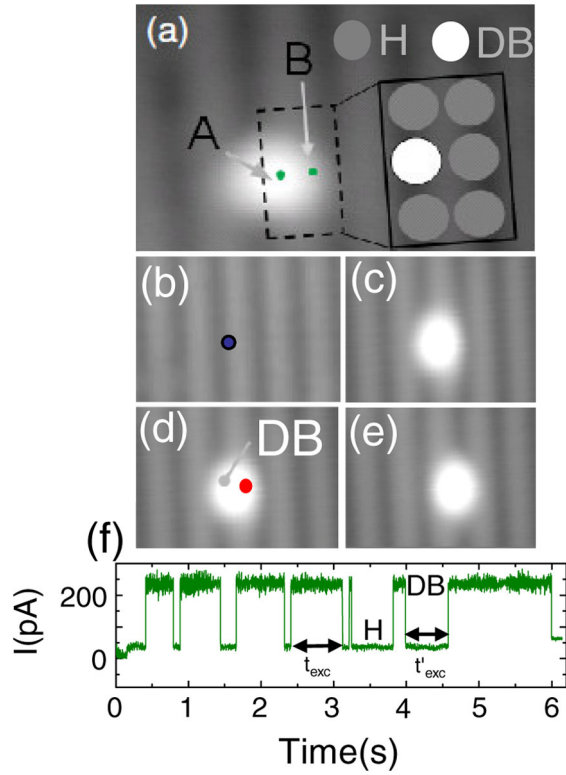 (a)
H
DB
B
A
(b)
(c)
(d)
DB
(e)
(f)
I(pA)
200
0
DB
H
t_exc
t'_exc
0 1 2 3 4 5 6
Time(s)